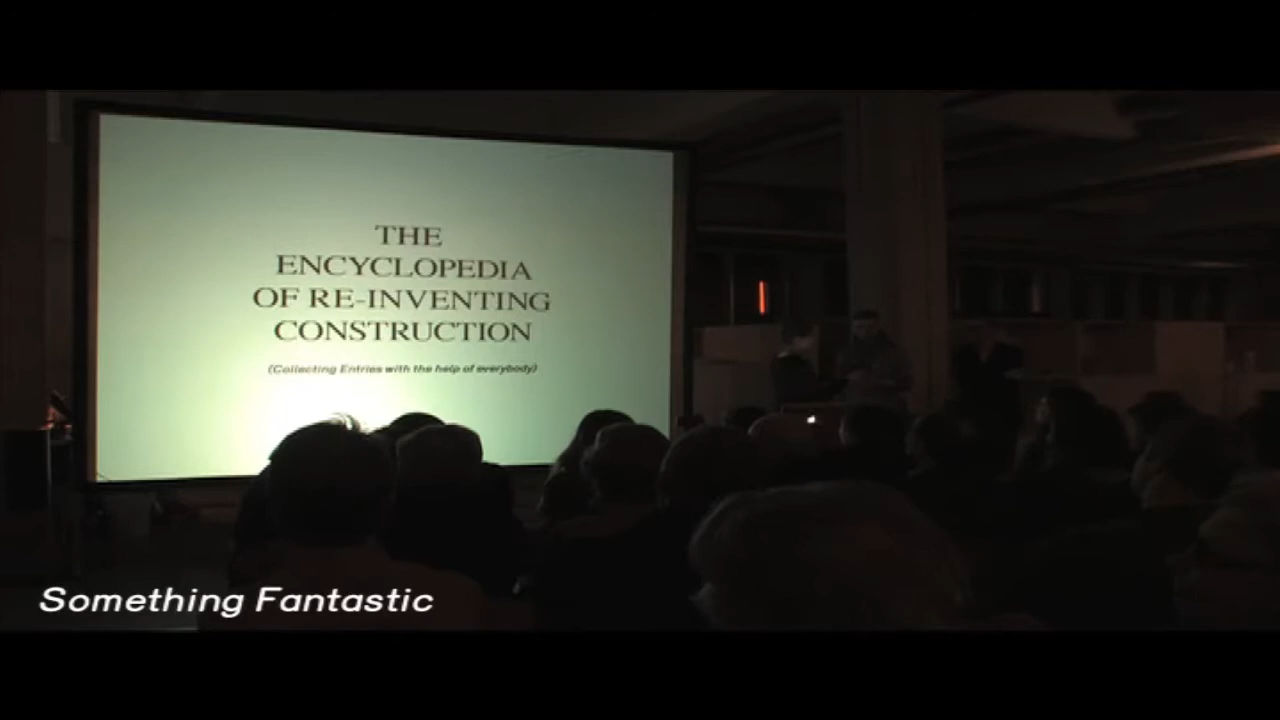 THE
ENCYCLOPEDIA
OF RE-INVENTING
CONSTRUCTION
(Collecting Entries with the help of everybody)
Something Fantastic